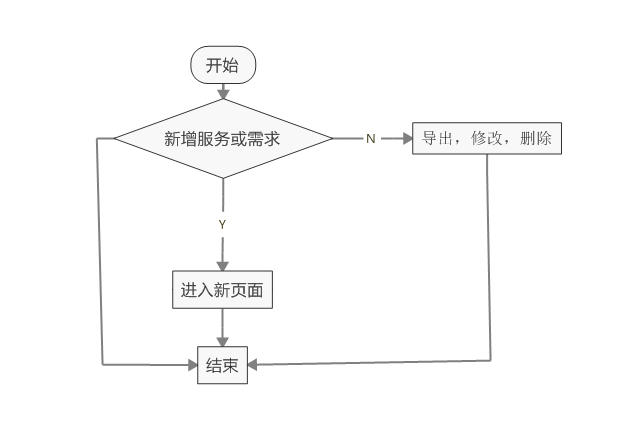 开始
新增服务或需求
N
导出，修改，删除
Y
进入新页面
结束